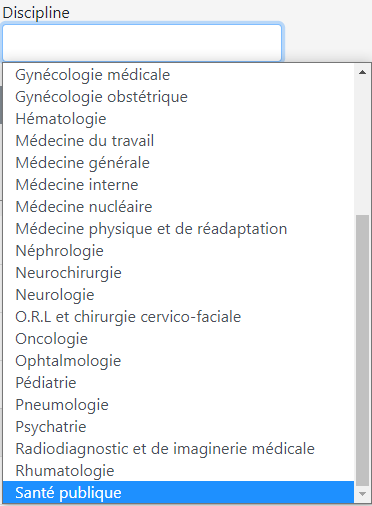 Discipline
Gynécologie médicale
Gynécologie obstétrique
Hématologie
Médecine du travail
Médecine générale
Médecine interne
Médecine nucléaire
Médecine physique et de réadaptation
Néphrologie
Neurochirurgie
Neurologie
O.R.L et chirurgie cervico-faciale
Oncologie
Ophtalmologie
Pédiatrie
Pneumologie
Psychatrie
Radiodiagnostic et de imaginerie médicale
Rhumatologie
Santé publique